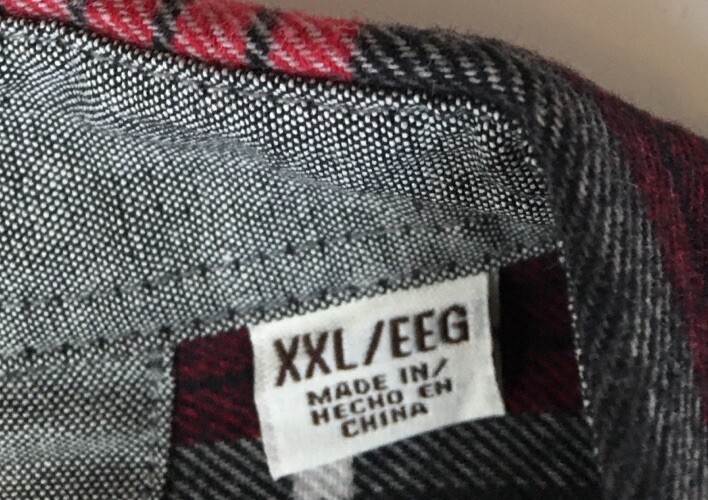 XXL/EEG
MADE IN/
HECHO EN
CHINA